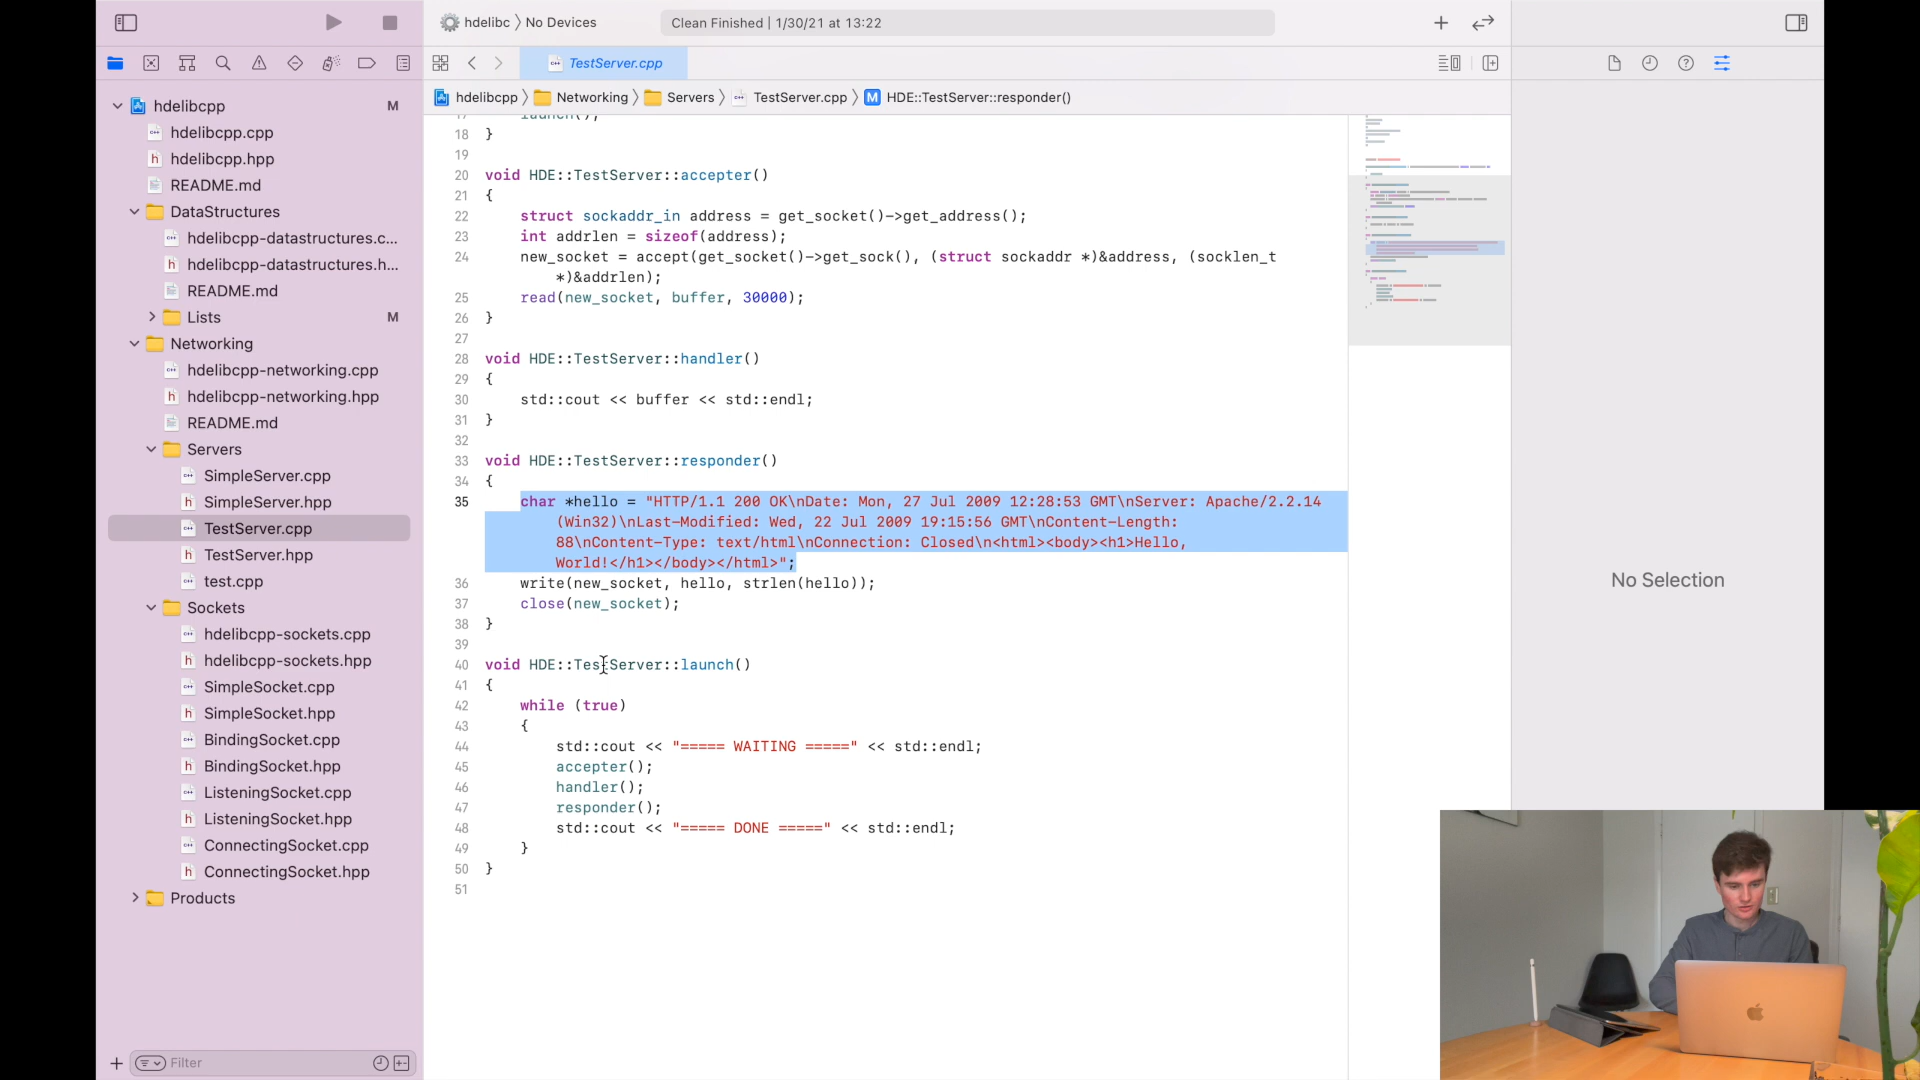 hdelibc 〉No Devices
Clean Finished | 1/30/21 at 13:22
TestServer.cpp
hdelibcpp 〉Networking 〉Servers 〉TestServer.cpp 〉M HDE::TestServer::responder()
hdelibcpp M
hdelibcpp.cpp
hdelibcpp.hpp
README.md
DataStructures
hdelibcpp-datastructures.c...
hdelibcpp-datastructures.h...
README.md
Lists M
Networking
hdelibcpp-networking.cpp
hdelibcpp-networking.hpp
README.md
Servers
SimpleServer.cpp
SimpleServer.hpp
TestServer.cpp
TestServer.hpp
test.cpp
Sockets
hdelibcpp-sockets.cpp
hdelibcpp-sockets.hpp
SimpleSocket.cpp
SimpleSocket.hpp
BindingSocket.cpp
BindingSocket.hpp
ListeningSocket.cpp
ListeningSocket.hpp
ConnectingSocket.cpp
ConnectingSocket.hpp
Products
Filter
17 launch();
18 }
19
20 void HDE::TestServer::accepter()
21 {
22 struct sockaddr_in address = get_socket()->get_address();
23 int addrlen = sizeof(address);
24 new_socket = accept(get_socket()->get_sock(), (struct sockaddr *)&address, (socklen_t
*)&addrlen);
25 read(new_socket, buffer, 30000);
26 }
27
28 void HDE::TestServer::handler()
29 {
30 std::cout << buffer << std::endl;
31 }
32
33 void HDE::TestServer::responder()
34 {
35 char *hello = "HTTP/1.1 200 OK\nDate: Mon, 27 Jul 2009 12:28:53 GMT\nServer: Apache/2.2.14
(Win32)\nLast-Modified: Wed, 22 Jul 2009 19:15:56 GMT\nContent-Length:
88\nContent-Type: text/html\nConnection: Closed\n<html><body><h1>Hello,
World!</h1></body></html>";
36 write(new_socket, hello, strlen(hello));
37 close(new_socket);
38 }
39
40 void HDE::TestServer::launch()
41 {
42 while (true)
43 {
44 std::cout << "===== WAITING =====" << std::endl;
45 accepter();
46 handler();
47 responder();
48 std::cout << "===== DONE =====" << std::endl;
49 }
50 }
51
No Selection